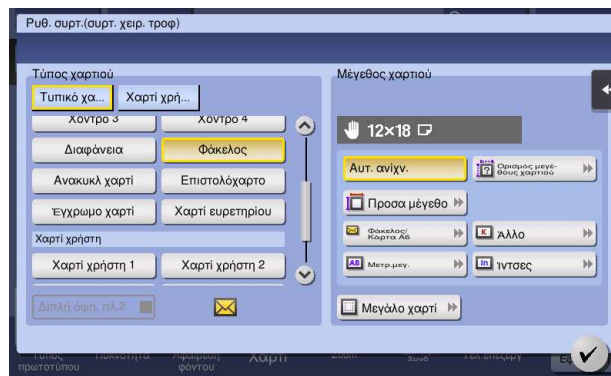 Ρυθ. συρτ.(συρτ. χειρ. τροφ)
Τύπος χαρτιού
Τυπικό χα...
Χαρτί χρή...
Χοντρό 3
Χοντρό 4
Διαφάνεια
Φάκελος
Ανακυκλ χαρτί
Επιστολόχαρτο
Έγχρωμο χαρτί
Χαρτί ευρετηρίου
Χαρτί χρήστη
Χαρτί χρήστη 1
Χαρτί χρήστη 2
Διπλή όψη, πλ.2
Μέγεθος χαρτιού
12×18
Αυτ. ανίχν.
Ορισμός μεγέ-
θους χαρτιού
Προσα μέγεθο
Φάκελος/
Κάρτα A6
Άλλο
Μετρ.μεγ.
ίντσες
Μεγάλο χαρτί
Τύπος
πρωτοτύπου
Πυκνότητα
Αφαίρεση
φόντου
Χαρτί
Zoom